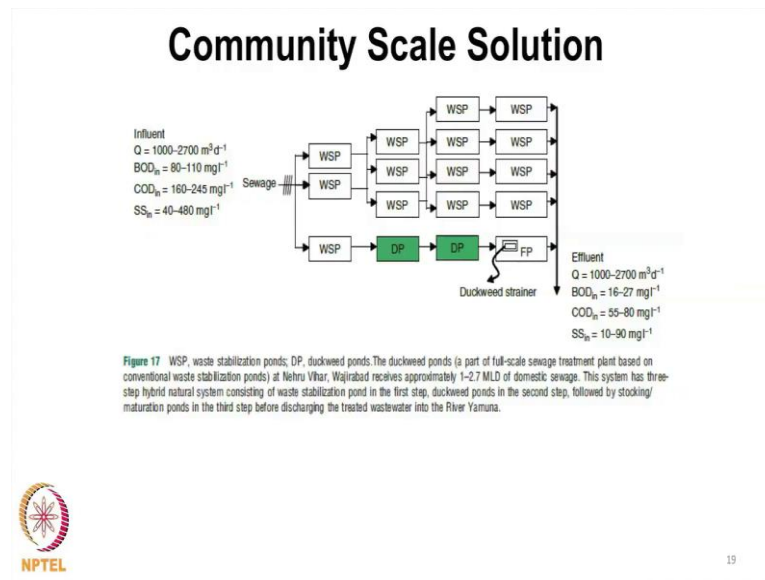 Community Scale Solution
Influent
Q = 1000–2700 m³d⁻¹
BODin = 80–110 mgl⁻¹
CODin = 160–245 mgl⁻¹
SSin = 40–480 mgl⁻¹
Sewage
WSP WSP
WSP WSP WSP
WSP
WSP WSP WSP
WSP
WSP WSP WSP
WSP DP DP FP
Duckweed strainer
Effluent
Q = 1000–2700 m³d⁻¹
BODin = 16–27 mgl⁻¹
CODin = 55–80 mgl⁻¹
SSin = 10–90 mgl⁻¹
Figure 17 WSP, waste stabilization ponds; DP, duckweed ponds.The duckweed ponds (a part of full-scale sewage treatment plant based on
conventional waste stabilization ponds) at Nehru Vihar, Wajirabad receives approximately 1–2.7 MLD of domestic sewage. This system has three-
step hybrid natural system consisting of waste stabilization pond in the first step, duckweed ponds in the second step, followed by stocking/
maturation ponds in the third step before discharging the treated wastewater into the River Yamuna.
NPTEL
19